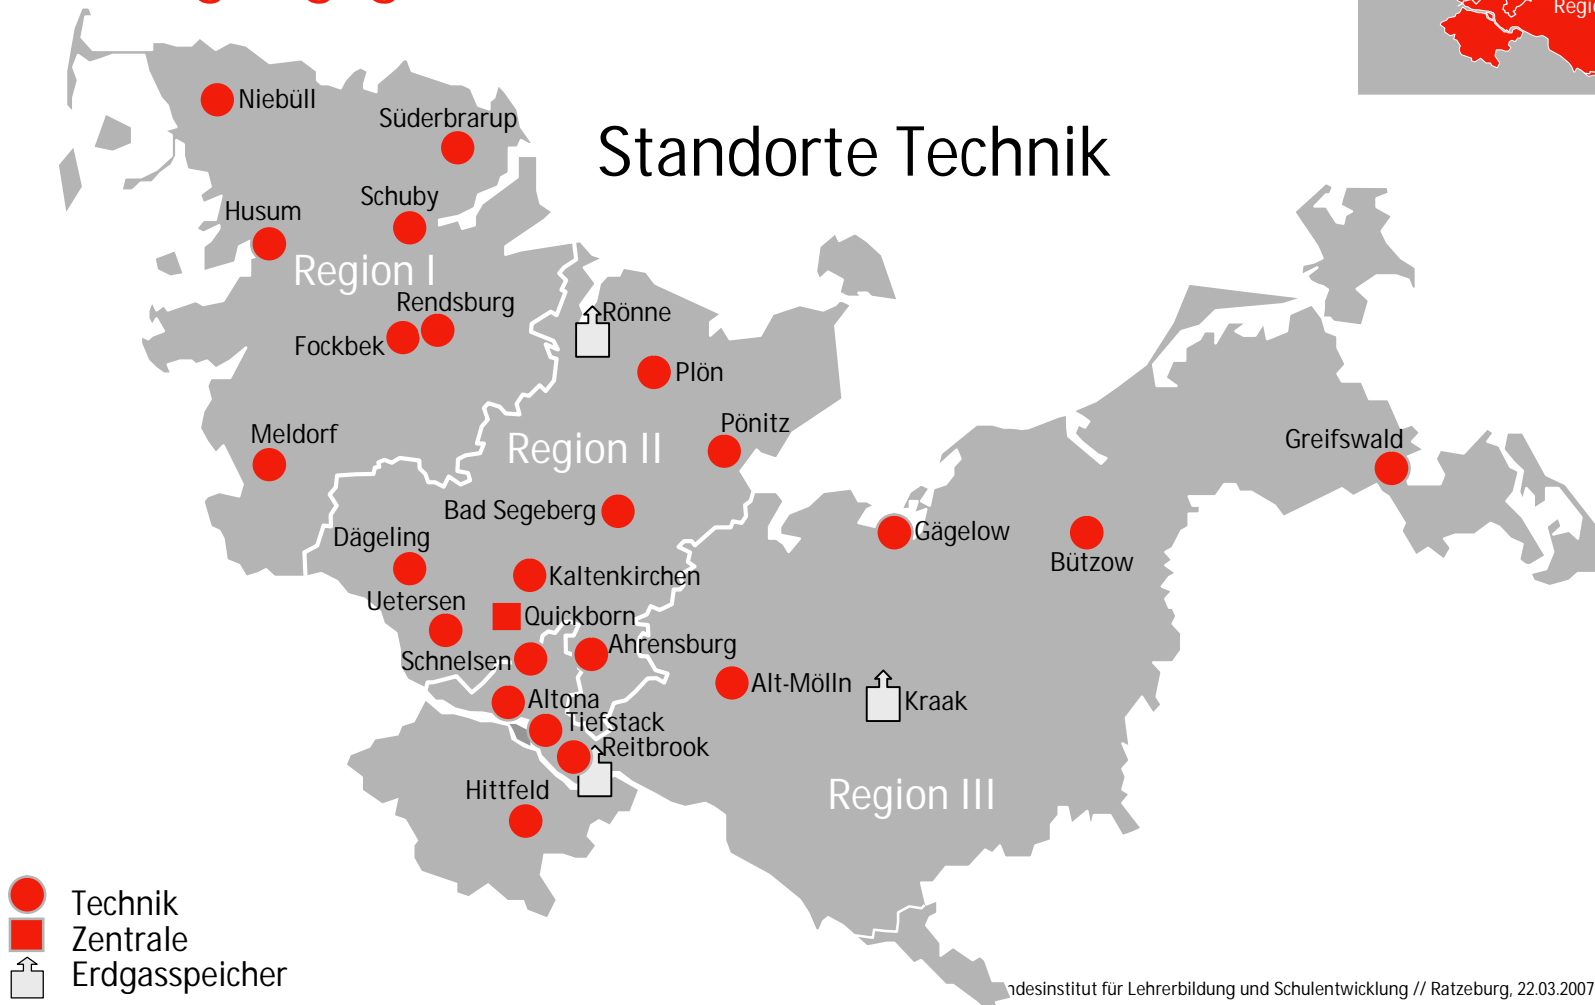 Regio
Standorte Technik
Niebüll
Süderbrarup
Schuby
Husum
Region I
Rendsburg
Fockbek
Rönne
Plön
Meldorf
Pönitz
Region II
Greifswald
Bad Segeberg
Dägeling
Gägelow
Bützow
Kaltenkirchen
Uetersen
Quickborn
Ahrensburg
Schnelsen
Alt-Mölln
Kraak
Altona
Tiefstack
Reitbrook
Hittfeld
Region III
Technik
Zentrale
Erdgasspeicher
desinstitut für Lehrerbildung und Schulentwicklung // Ratzeburg, 22.03.2007